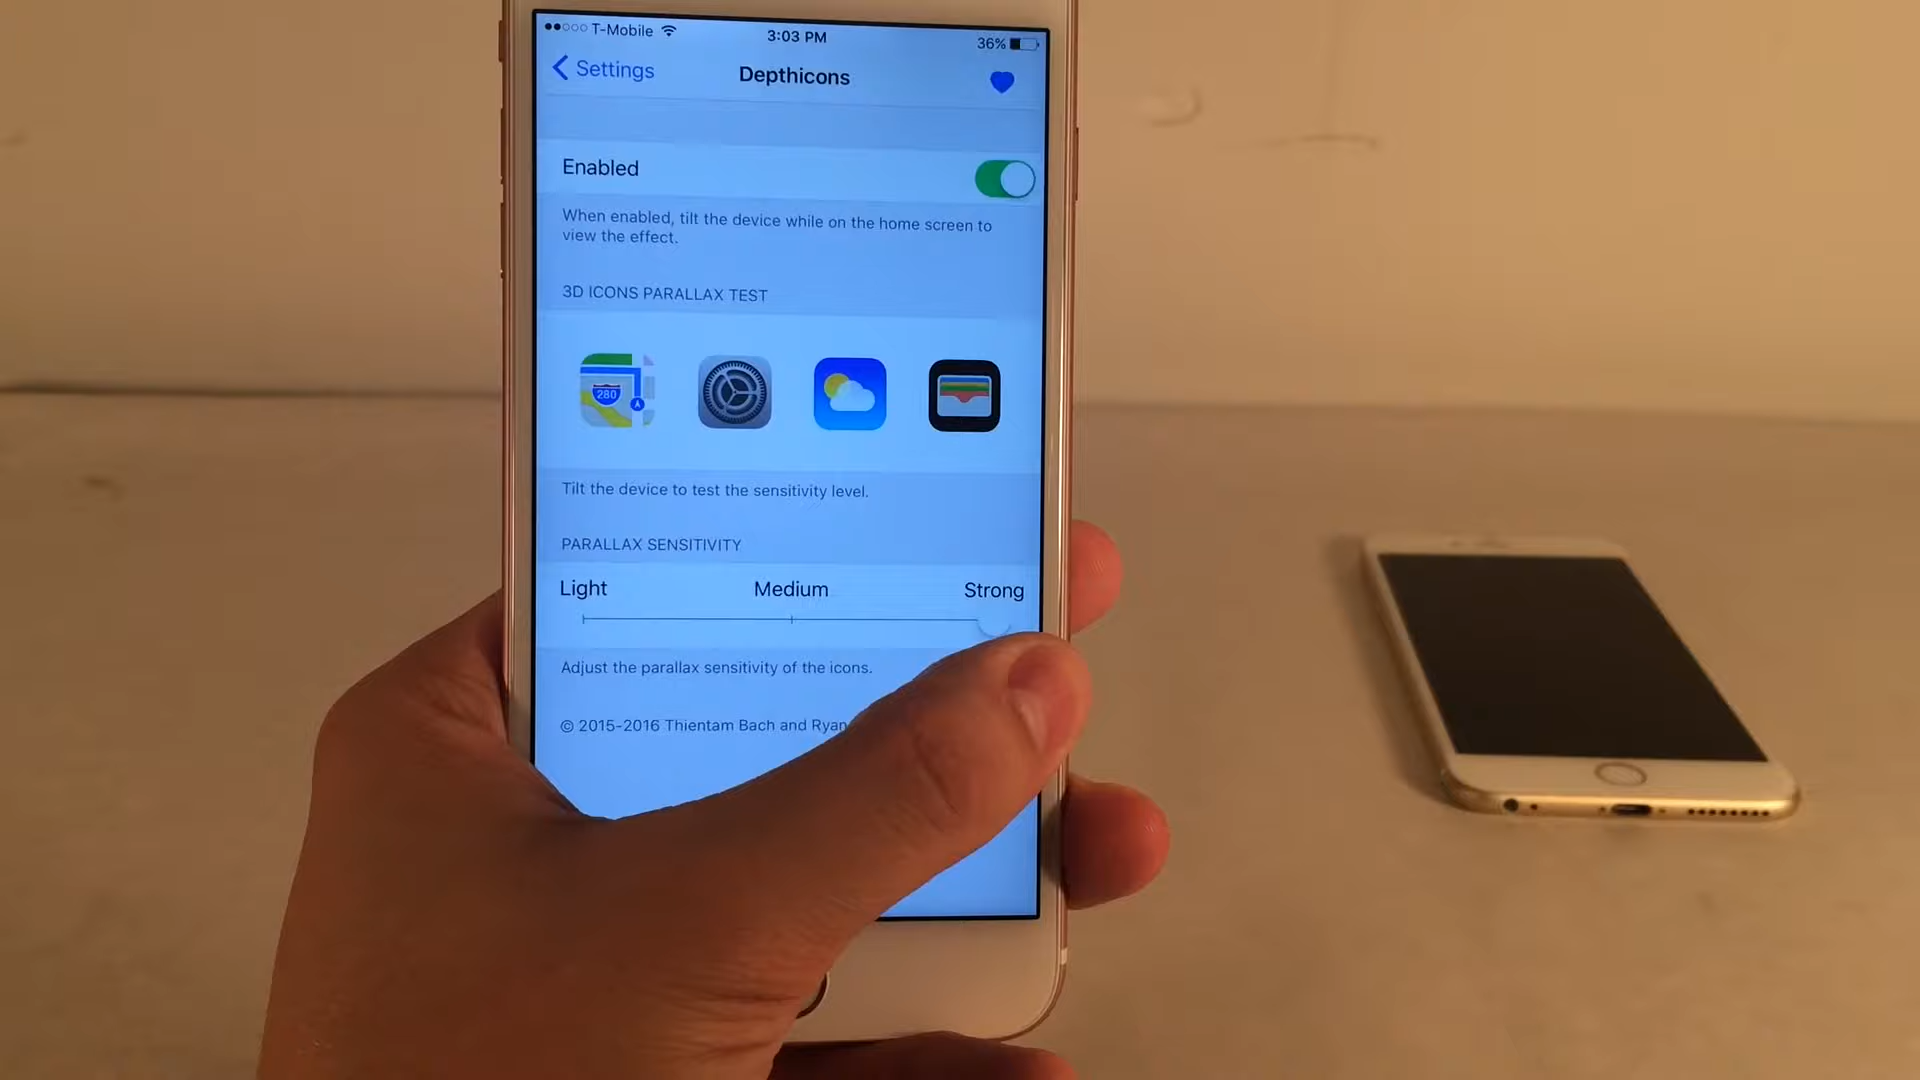 T-Mobile 3:03 PM 36%
Settings Depthicons
Enabled
When enabled, tilt the device while on the home screen to
view the effect.
3D ICONS PARALLAX TEST
280
Tilt the device to test the sensitivity level.
PARALLAX SENSITIVITY
Light Medium Strong
Adjust the parallax sensitivity of the icons.
© 2015-2016 Thientam Bach and Ryan